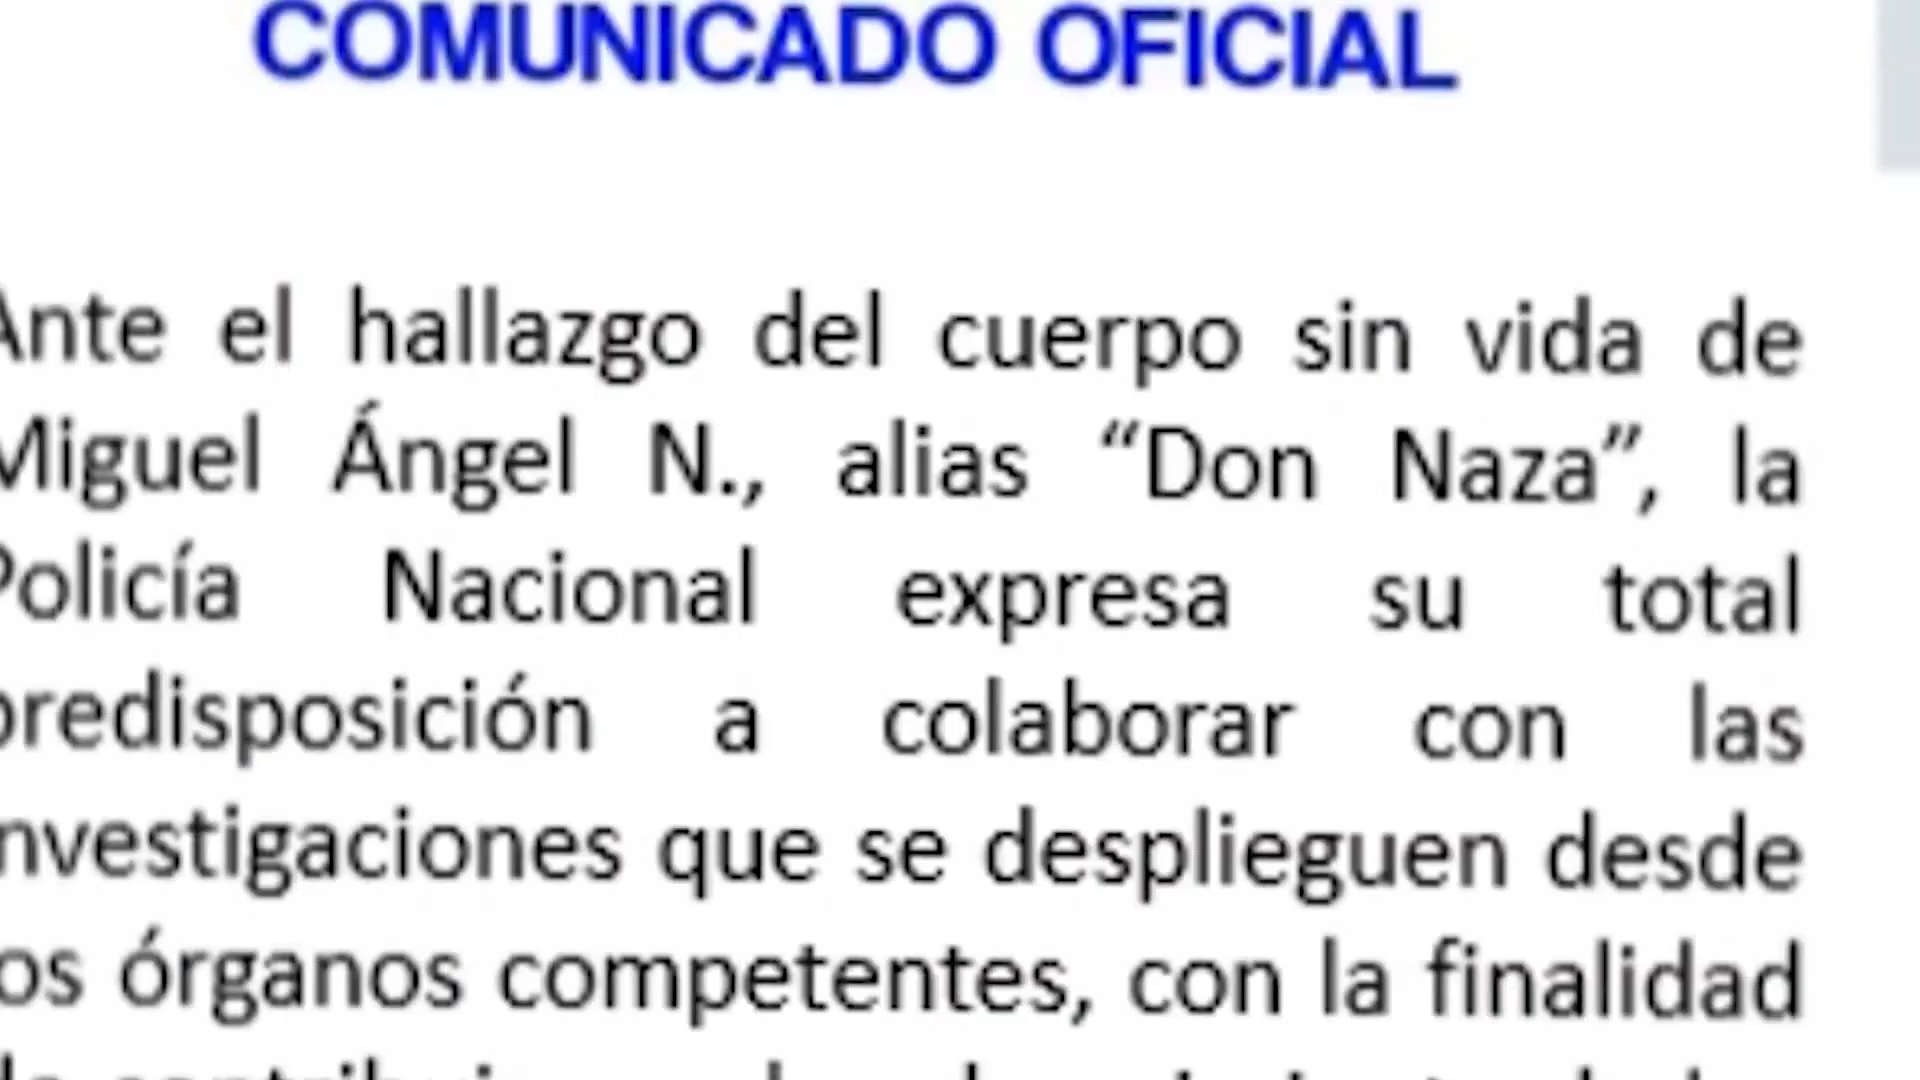 COMUNICADO OFICIAL
Ante el hallazgo del cuerpo sin vida de
Miguel Ángel N., alias “Don Naza”, la
Policía Nacional expresa su total
predisposición a colaborar con las
investigaciones que se desplieguen desde
los órganos competentes, con la finalidad